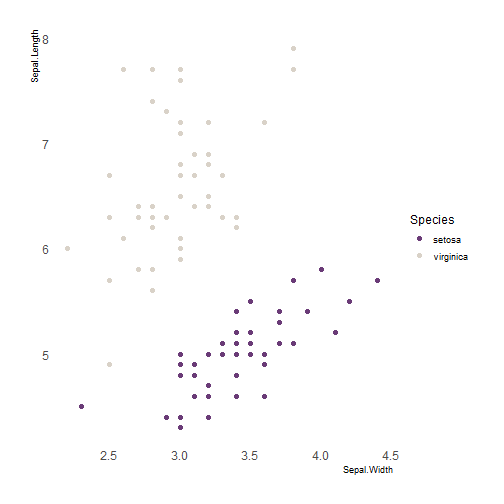 Sepal.Length
8
7
6
5
2.5 3.0 3.5 4.0 4.5
Sepal.Width
Species
setosa
virginica